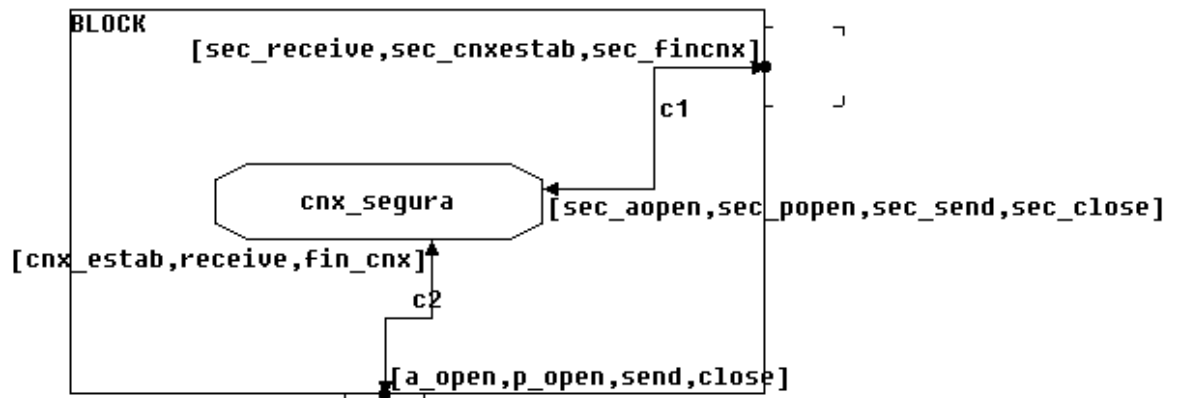 BLOCK
[sec_receive,sec_cnxestab,sec_fincnx]
c1
cnx_segura
[sec_aopen,sec_popen,sec_send,sec_close]
[cnx_estab,receive,fin_cnx]
c2
[a_open,p_open,send,close]